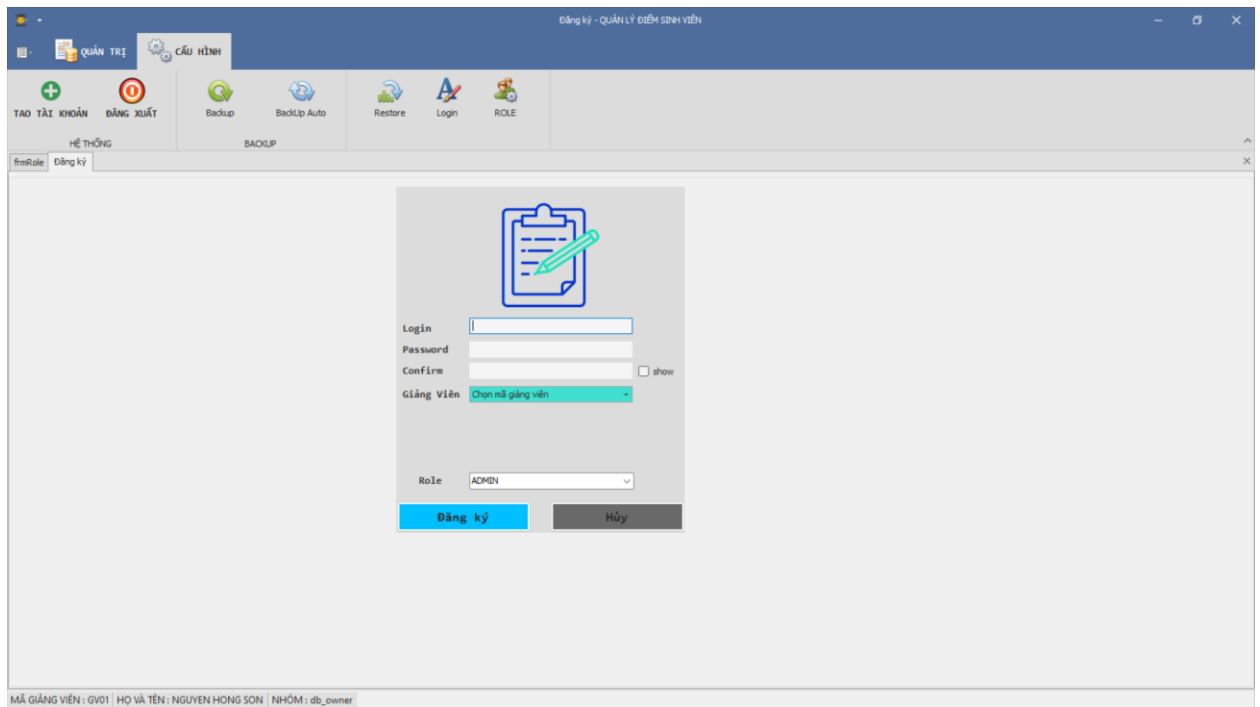 Đăng ký - QUẢN LÝ ĐIỂM SINH VIÊN
QUẢN TRỊ CẤU HÌNH
TAO TÀI KHOẢN ĐĂNG XUẤT Backup BackUp Auto Restore Login ROLE
HỆ THỐNG BACKUP
frmRole Đăng ký
Login
Password
Confirm show
Giảng Viên Chọn mã giảng viên
Role ADMIN
Đăng ký Hủy
MÃ GIẢNG VIÊN : GV01 HỌ VÀ TÊN : NGUYEN HONG SON NHÓM : db_owner